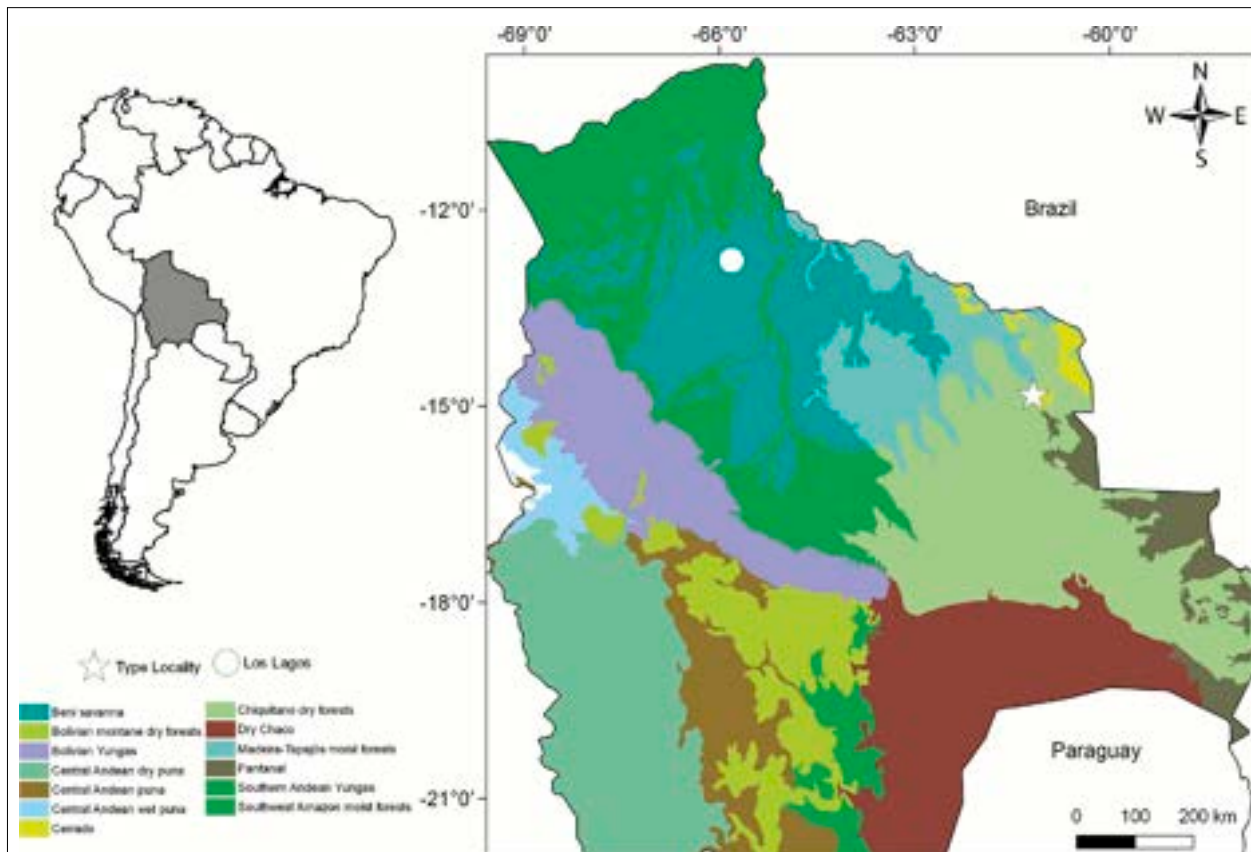 -69°0' -66°0' -63°0' -60°0'
N
W E
S
-12°0'
Brazil
-15°0'
-18°0'
Type Locality Los Lagos
Beni savanna
Bolivian montane dry forests
Bolivian Yungas
Central Andean dry puna
Central Andean puna
Central Andean wet puna
Cerrado
Chiquitano dry forests
Dry Chaco
Madeira-Tapajós moist forests
Pantanal
Southern Andean Yungas
Southwest Amazon moist forests
Paraguay
-21°0'
0 100 200 km